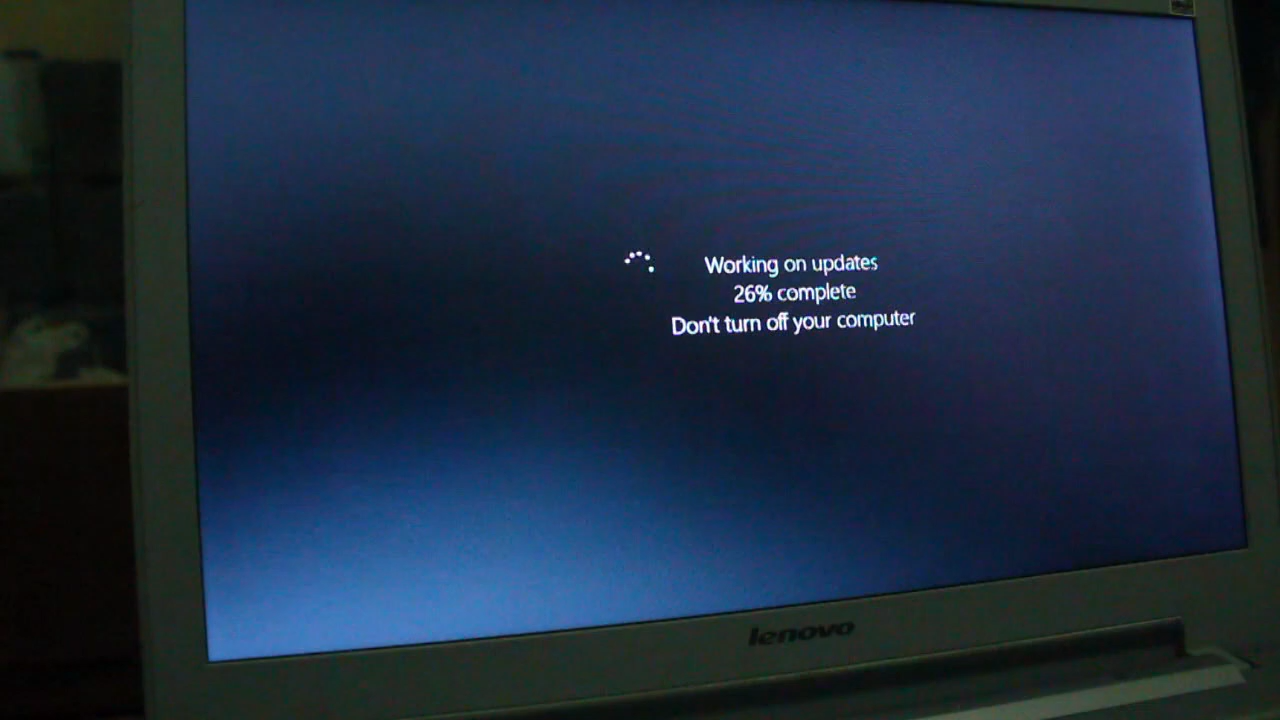 Working on updates
26% complete
Don't turn off your computer
lenovo